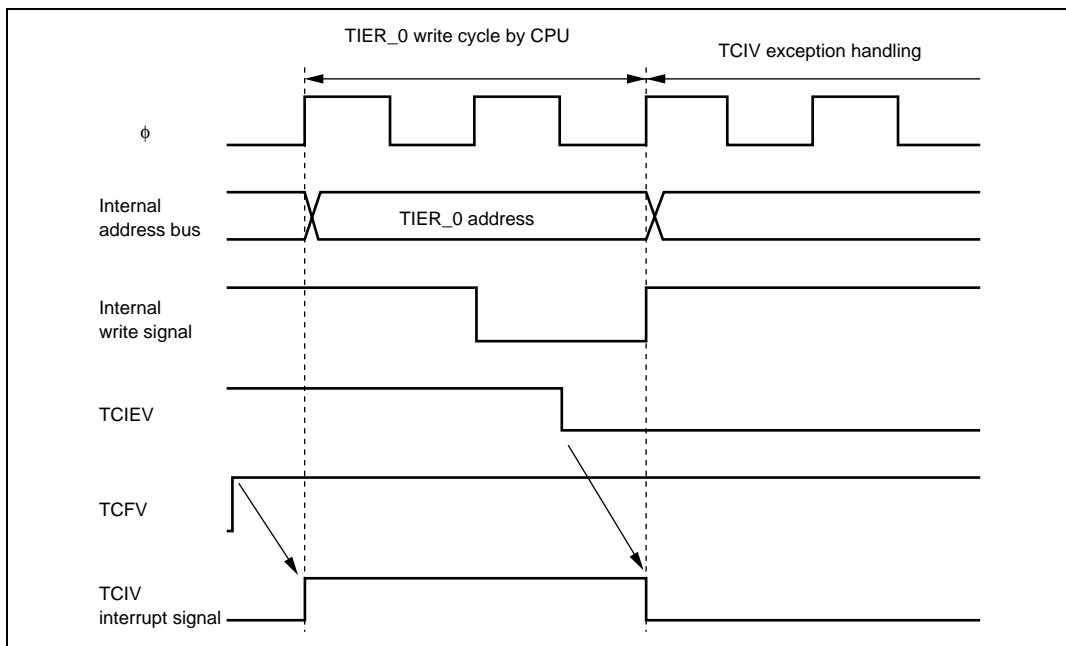 TIER_0 write cycle by CPU
TCIV exception handling
ϕ
Internal
address bus
TIER_0 address
Internal
write signal
TCIEV
TCFV
TCIV
interrupt signal